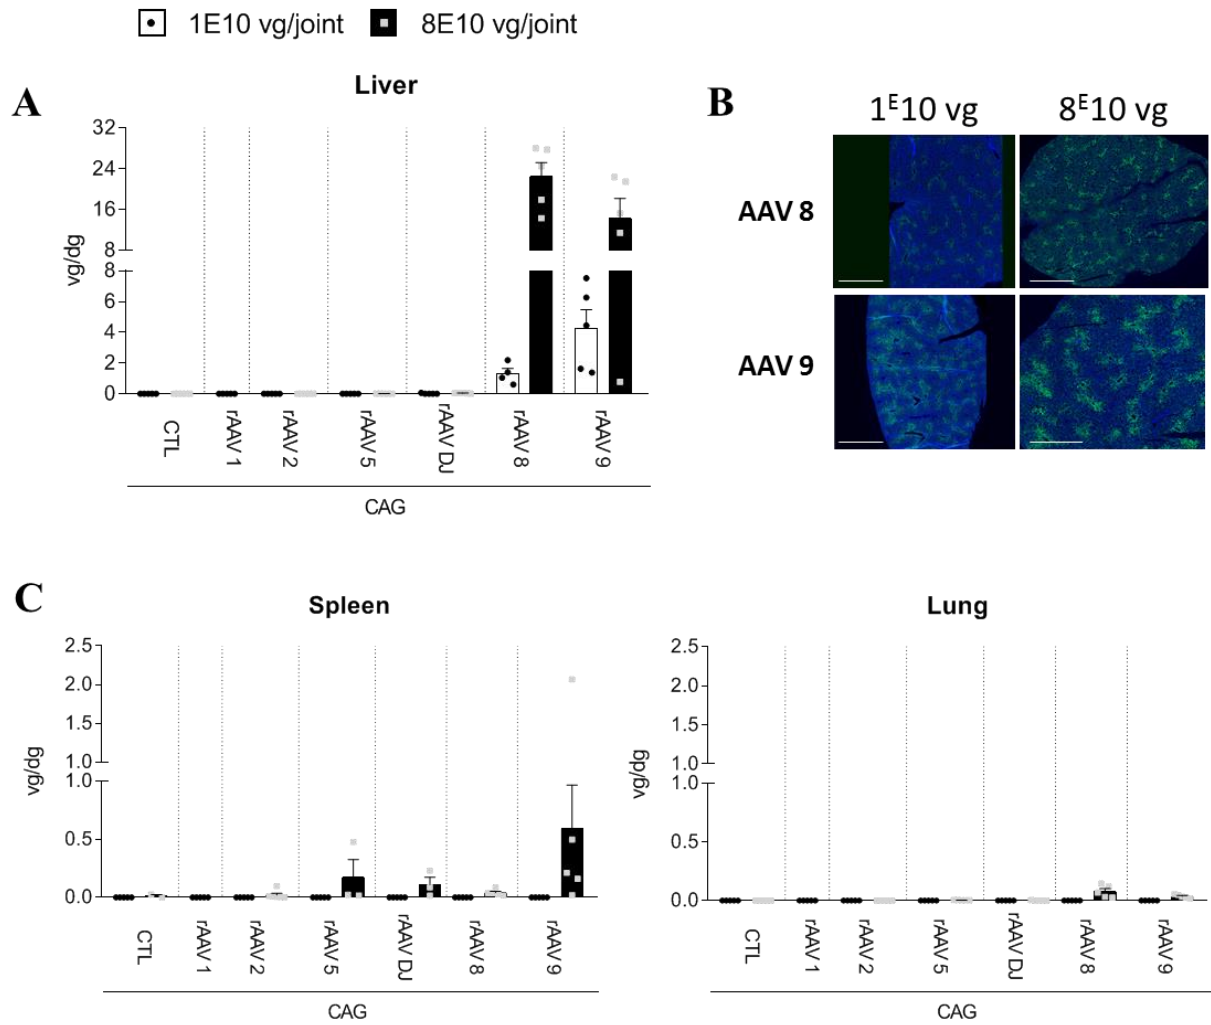 1E10 vg/joint 8E10 vg/joint
A
Liver
32
24
16
8
8
6
4
2
0
vg/dg
CTL rAAV 1 rAAV 2 rAAV 5 rAAV DJ rAAV 8 rAAV 9
CAG
B
1E10 vg 8E10 vg
AAV 8
AAV 9
C
Spleen
2.5
2.0
1.5
1.0
1.0
0.5
0.0
vg/dg
CTL rAAV 1 rAAV 2 rAAV 5 rAAV DJ rAAV 8 rAAV 9
CAG
Lung
2.5
2.0
1.5
1.0
1.0
0.5
0.0
vg/dg
CTL rAAV 1 rAAV 2 rAAV 5 rAAV DJ rAAV 8 rAAV 9
CAG